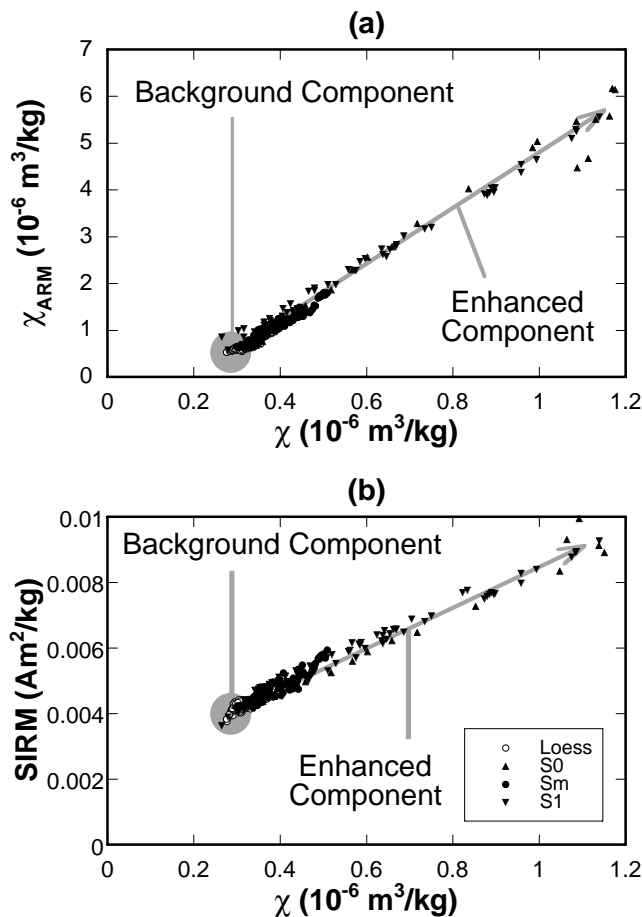 (a)
7
6
5
4
3
2
1
0
χARM (10-6 m3/kg)
Background Component
Enhanced
Component
0 0.2 0.4 0.6 0.8 1 1.2
χ (10-6 m3/kg)
(b)
0.01
0.008
0.006
0.004
0.002
0
SIRM (Am2/kg)
Background Component
Enhanced
Component
Loess
S0
Sm
S1
0 0.2 0.4 0.6 0.8 1 1.2
χ (10-6 m3/kg)